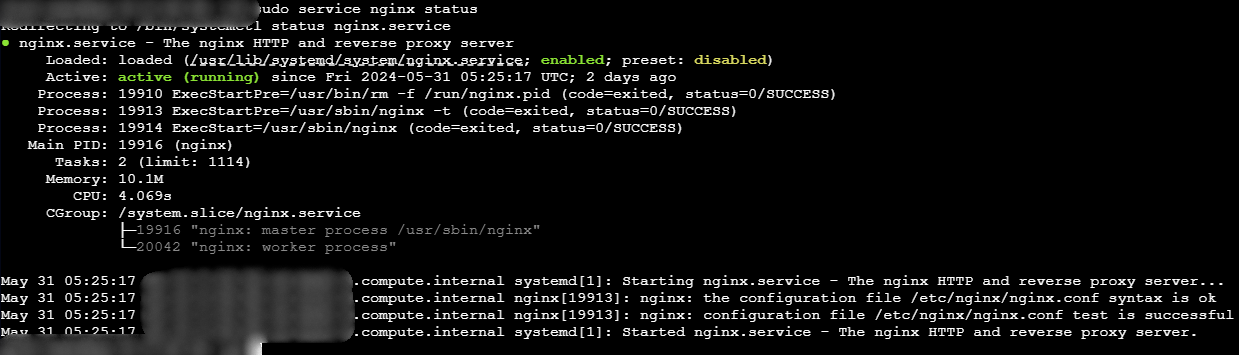 sudo service nginx status
Redirecting to /bin/systemctl status nginx.service
● nginx.service - The nginx HTTP and reverse proxy server
Loaded: loaded (/usr/lib/systemd/system/nginx.service; enabled; preset: disabled)
Active: active (running) since Fri 2024-05-31 05:25:17 UTC; 2 days ago
Process: 19910 ExecStartPre=/usr/bin/rm -f /run/nginx.pid (code=exited, status=0/SUCCESS)
Process: 19913 ExecStartPre=/usr/sbin/nginx -t (code=exited, status=0/SUCCESS)
Process: 19914 ExecStart=/usr/sbin/nginx (code=exited, status=0/SUCCESS)
Main PID: 19916 (nginx)
Tasks: 2 (limit: 1114)
Memory: 10.1M
CPU: 4.069s
CGroup: /system.slice/nginx.service
├─19916 "nginx: master process /usr/sbin/nginx"
└─20042 "nginx: worker process"
May 31 05:25:17 .compute.internal systemd[1]: Starting nginx.service - The nginx HTTP and reverse proxy server...
May 31 05:25:17 .compute.internal nginx[19913]: nginx: the configuration file /etc/nginx/nginx.conf syntax is ok
May 31 05:25:17 .compute.internal nginx[19913]: nginx: configuration file /etc/nginx/nginx.conf test is successful
May 31 05:25:17 .compute.internal systemd[1]: Started nginx.service - The nginx HTTP and reverse proxy server.